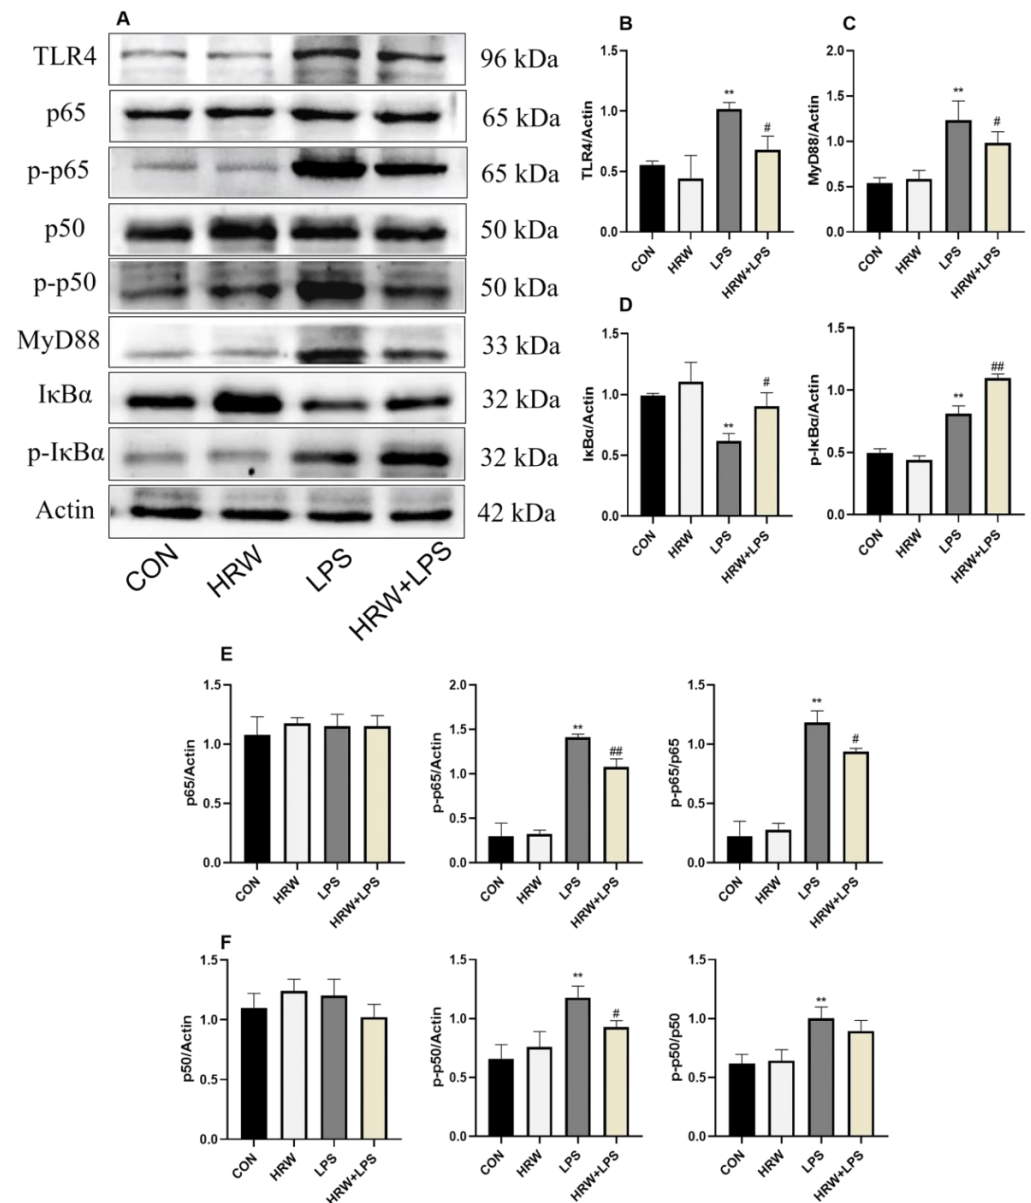 A
TLR4 96 kDa
p65 65 kDa
p-p65 65 kDa
p50 50 kDa
p-p50 50 kDa
MyD88 33 kDa
IκBα 32 kDa
p-IκBα 32 kDa
Actin 42 kDa
CON HRW LPS HRW+LPS
B
TLR4/Actin
1.5
1.0
0.5
0.0
**
#
CON HRW LPS HRW+LPS
C
MyD88/Actin
2.0
1.5
1.0
0.5
0.0
**
#
CON HRW LPS HRW+LPS
D
IκBα/Actin
1.5
1.0
0.5
0.0
**
#
CON HRW LPS HRW+LPS
p-IκBα/Actin
1.5
1.0
0.5
0.0
**
##
CON HRW LPS HRW+LPS
E
p65/Actin
1.5
1.0
0.5
0.0
CON HRW LPS HRW+LPS
p-p65/Actin
2.0
1.5
1.0
0.5
0.0
**
##
CON HRW LPS HRW+LPS
p-p65/p65
1.5
1.0
0.5
0.0
**
#
CON HRW LPS HRW+LPS
F
p50/Actin
1.5
1.0
0.5
0.0
CON HRW LPS HRW+LPS
p-p50/Actin
1.5
1.0
0.5
0.0
**
#
CON HRW LPS HRW+LPS
p-p50/p50
1.5
1.0
0.5
0.0
**
CON HRW LPS HRW+LPS